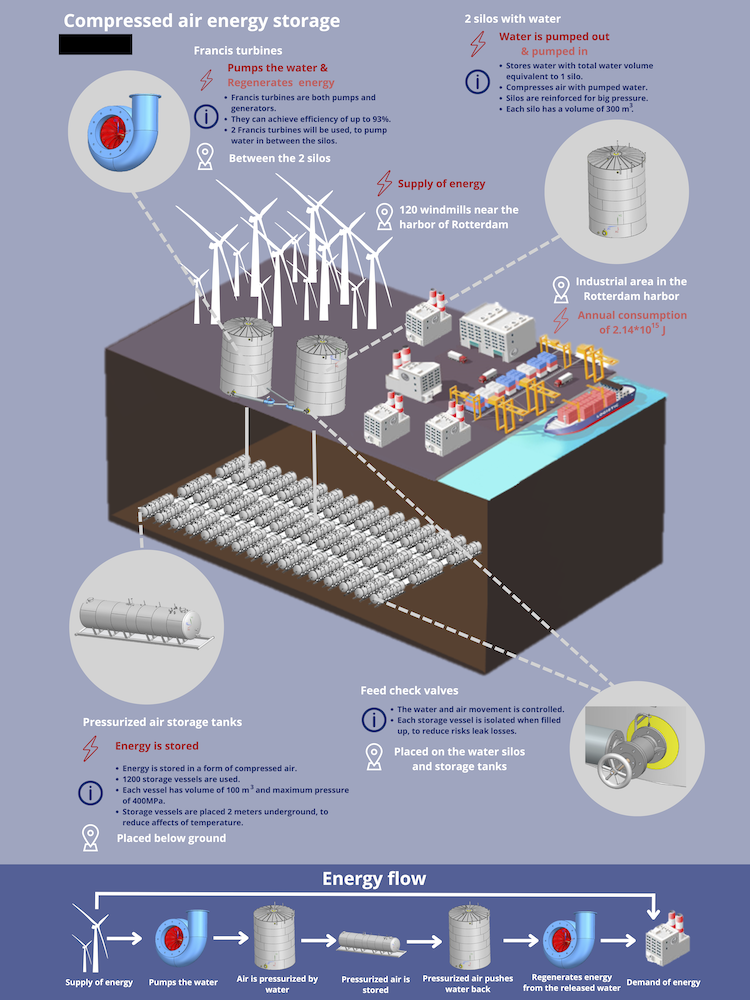 Compressed air energy storage
Francis turbines
Pumps the water &
Regenerates energy
• Francis turbines are both pumps and
generators.
• They can achieve efficiency of up to 93%.
• 2 Francis turbines will be used, to pump
water in between the silos.
Between the 2 silos
2 silos with water
Water is pumped out
& pumped in
• Stores water with total water volume
equivalent to 1 silo.
• Compresses air with pumped water.
• Silos are reinforced for big pressure.
• Each silo has a volume of 300 m³.
Supply of energy
120 windmills near the
harbor of Rotterdam
Industrial area in the
Rotterdam harbor
Annual consumption
of 2.14*10¹⁵ J
Pressurized air storage tanks
Energy is stored
• Energy is stored in a form of compressed air.
• 1200 storage vessels are used.
• Each vessel has volume of 100 m³ and maximum pressure
of 400MPa.
• Storage vessels are placed 2 meters underground, to
reduce affects of temperature.
Placed below ground
Feed check valves
• The water and air movement is controlled.
• Each storage vessel is isolated when filled
up, to reduce risks leak losses.
Placed on the water silos
and storage tanks
Energy flow
Supply of energy
Pumps the water
Air is pressurized by
water
Pressurized air is
stored
Pressurized air pushes
water back
Regenerates energy
from the released water
Demand of energy